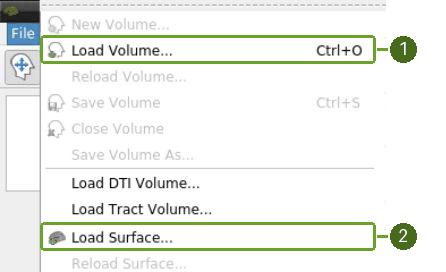 File
New Volume...
Load Volume... Ctrl+O
1
Reload Volume...
Save Volume Ctrl+S
Close Volume
Save Volume As...
Load DTI Volume...
Load Tract Volume...
Load Surface...
2
Reload Surface...